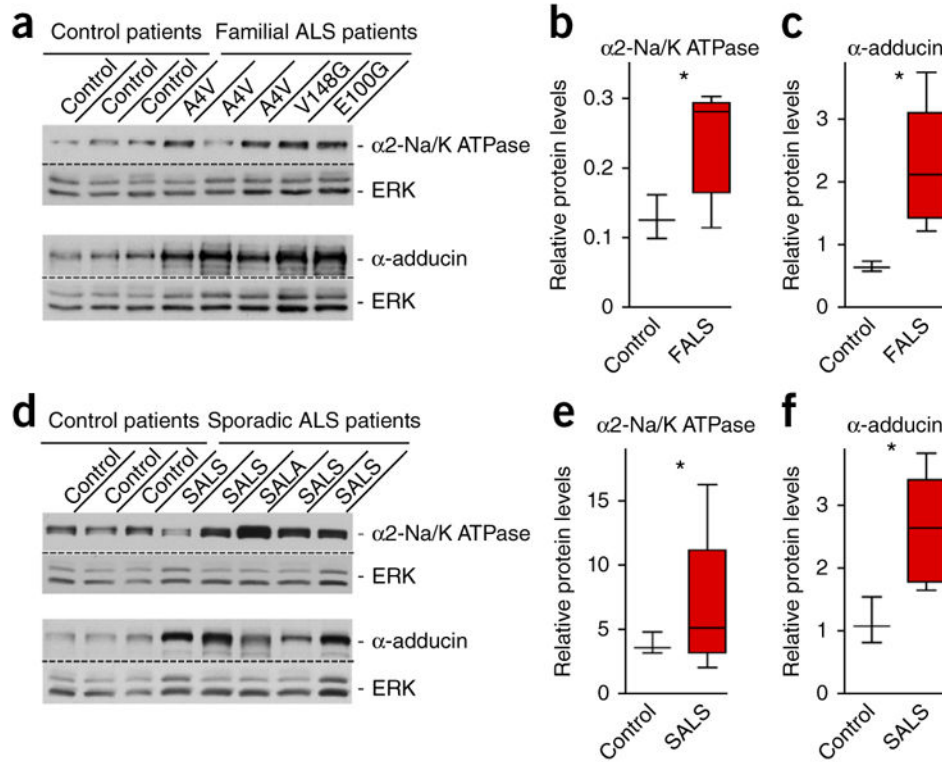 a
Control patients Familial ALS patients
Control Control Control A4V A4V A4V V148G E100G
- α2-Na/K ATPase
- ERK
- α-adducin
- ERK
b
α2-Na/K ATPase
*
Relative protein levels
0.3
0.2
0.1
0
Control FALS
c
α-adducin
*
Relative protein levels
3
2
1
0
Control FALS
d
Control patients Sporadic ALS patients
Control Control Control SALS SALS SALA SALS SALS
- α2-Na/K ATPase
- ERK
- α-adducin
- ERK
e
α2-Na/K ATPase
*
Relative protein levels
15
10
5
0
Control SALS
f
α-adducin
*
Relative protein levels
3
2
1
0
Control SALS